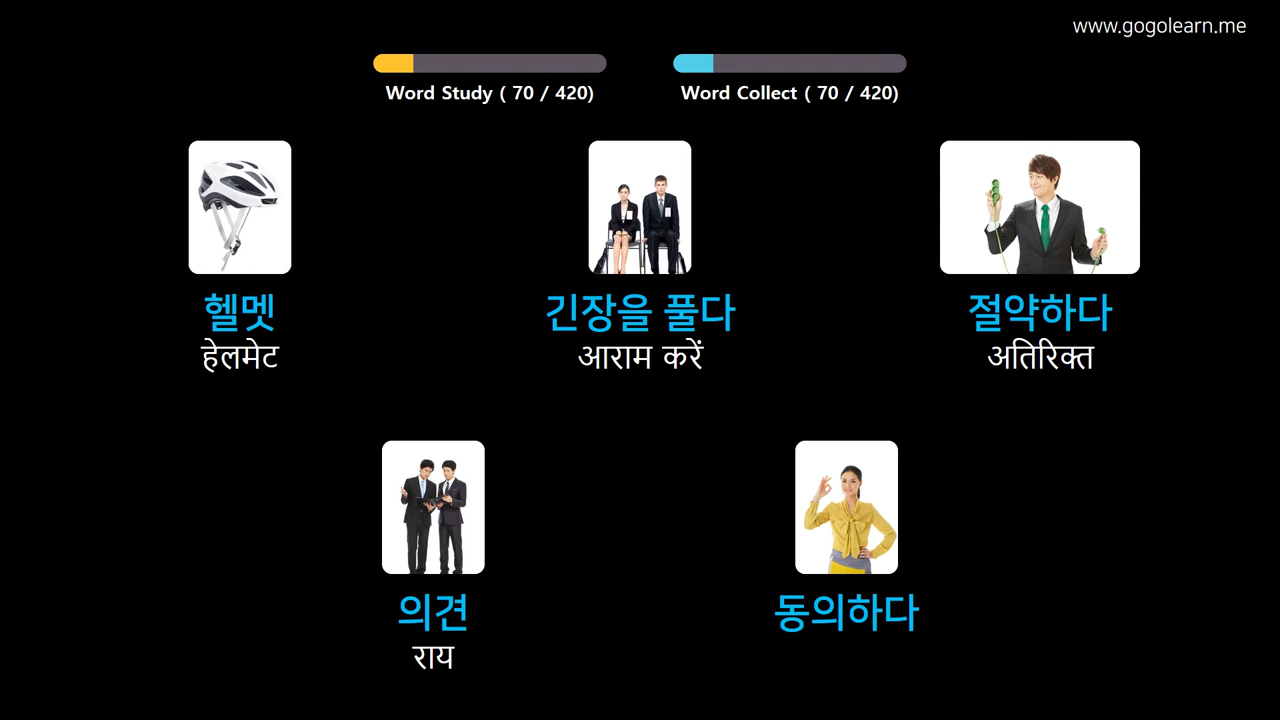 www.gogolearn.me
Word Study ( 70 / 420)
Word Collect ( 70 / 420)
헬멧
हेलमेट
긴장을 풀다
आराम करें
절약하다
अतिरिक्त
의견
राय
동의하다